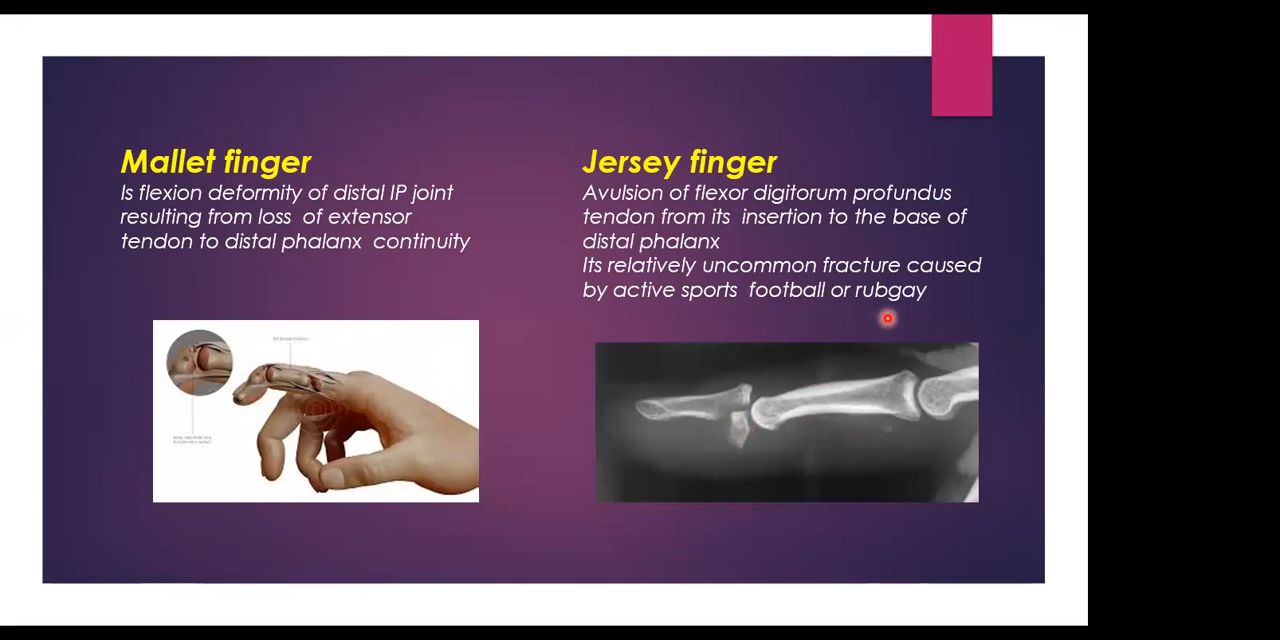 Mallet finger
Is flexion deformity of distal IP joint
resulting from loss of extensor
tendon to distal phalanx continuity
Jersey finger
Avulsion of flexor digitorum profundus
tendon from its insertion to the base of
distal phalanx
Its relatively uncommon fracture caused
by active sports football or rubgay